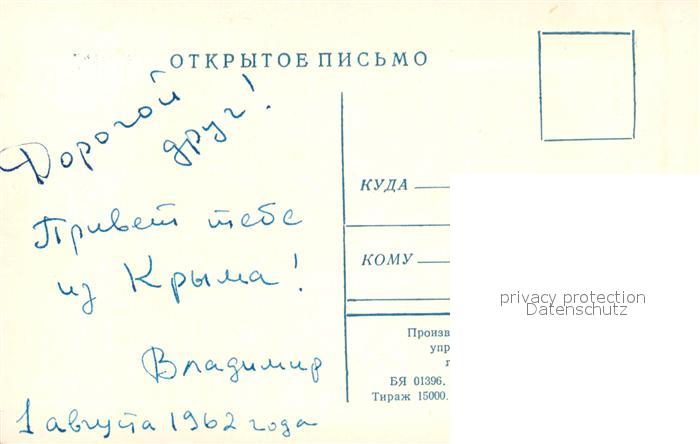 ОТКРЫТОЕ ПИСЬМО
Дорогой
друг!
Привет тебе
из Крыма!
Владимир
1 августа 1962 года
КУДА
КОМУ
privacy protection
Datenschutz
Произв
упр
г
БЯ 01396.
Тираж 15000.